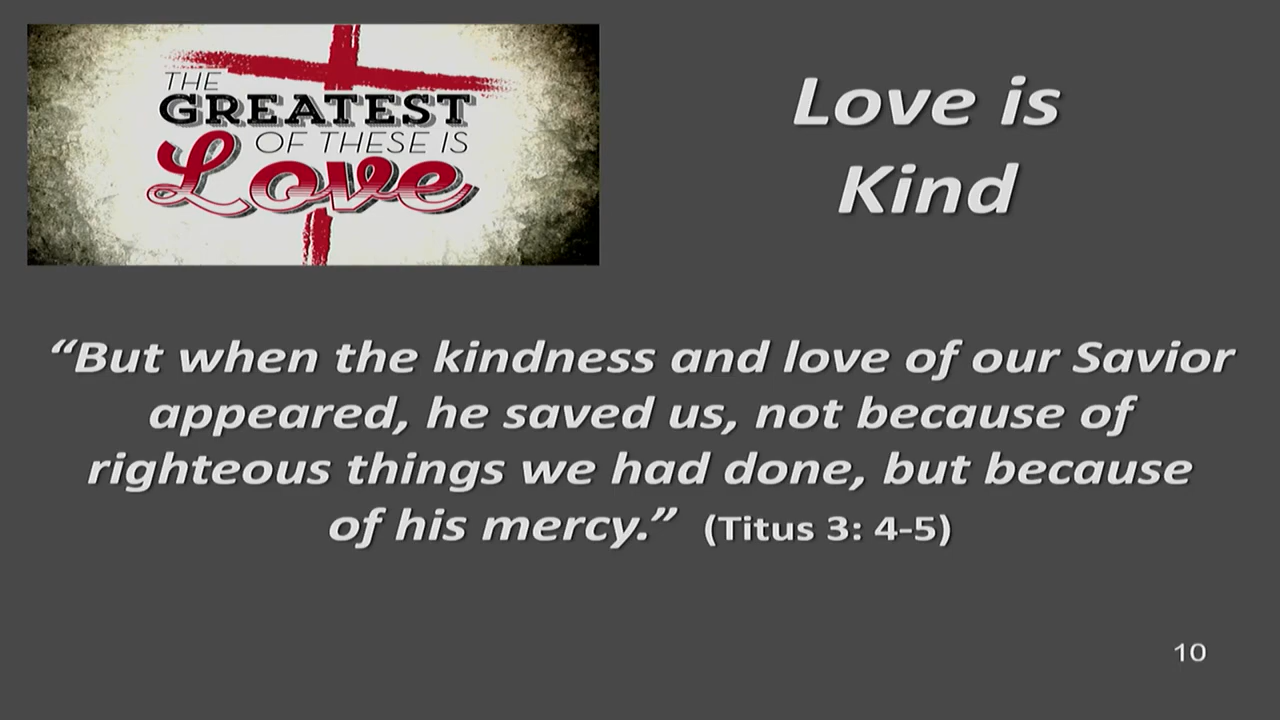 THE
GREATEST
OF THESE IS
Love
Love is
Kind
“But when the kindness and love of our Savior
appeared, he saved us, not because of
righteous things we had done, but because
of his mercy.” (Titus 3: 4-5)
10